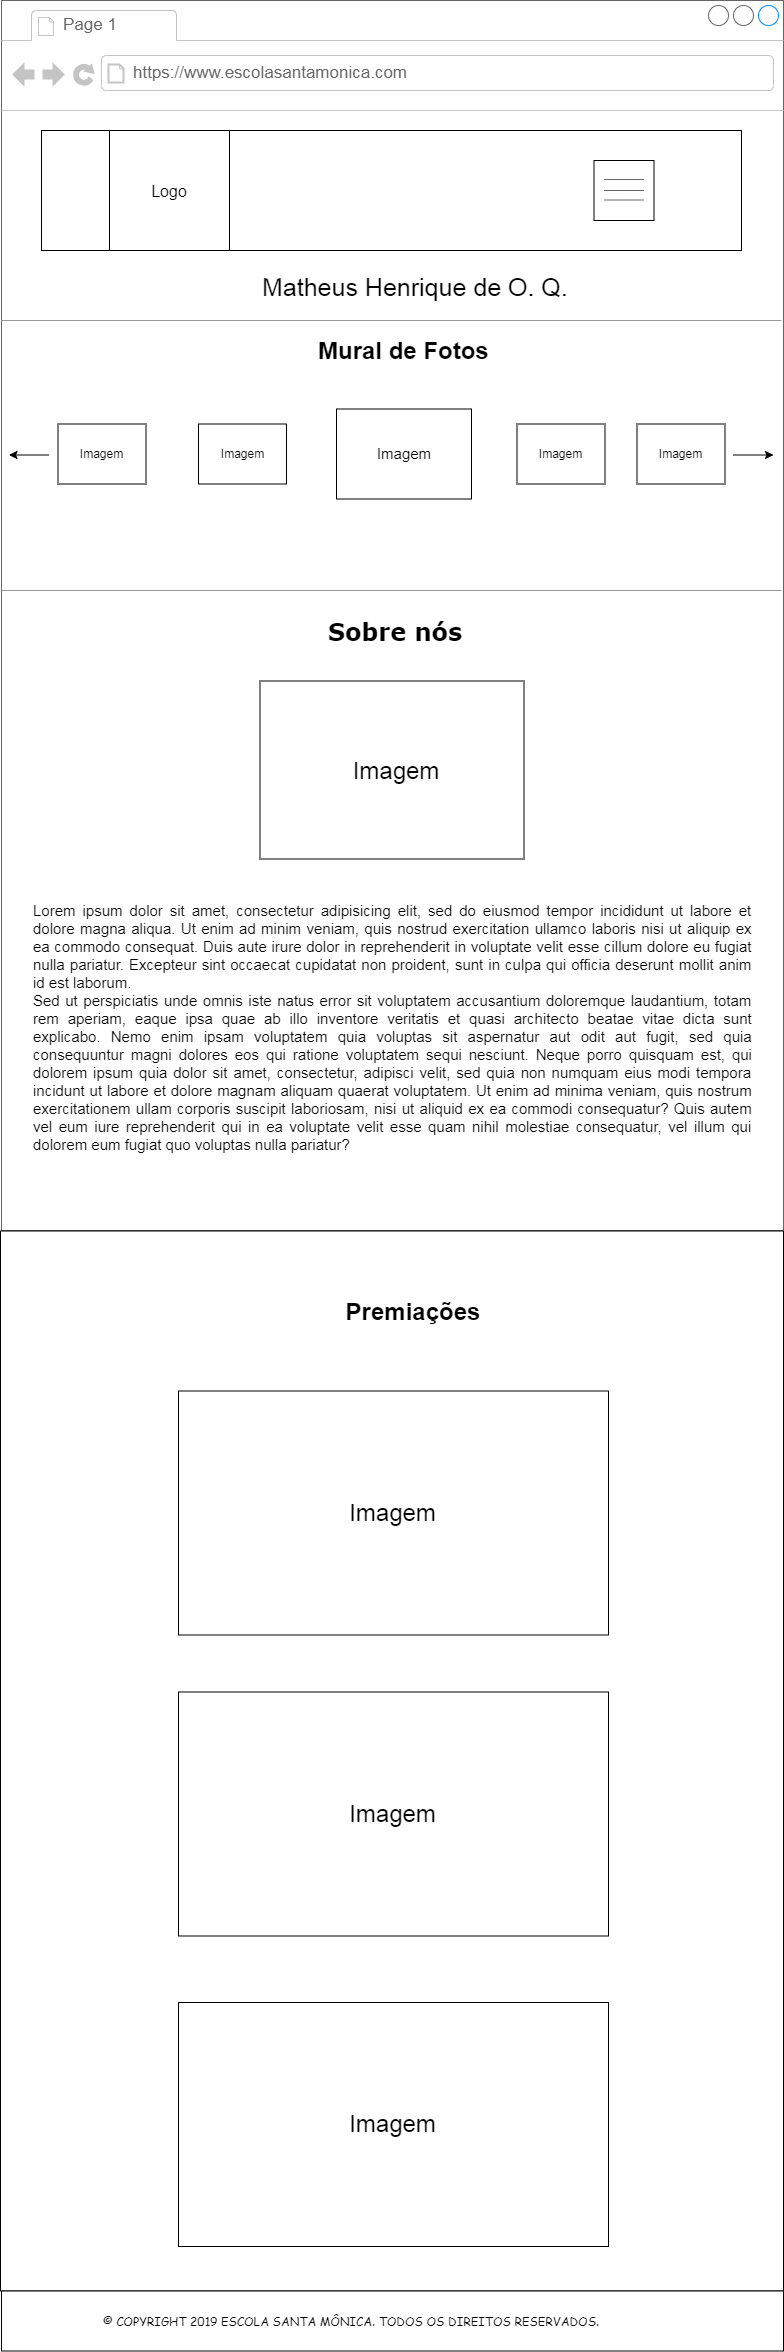 Page 1
https://www.escolasantamonica.com
Logo
Matheus Henrique de O. Q.
Mural de Fotos
Imagem
Imagem
Imagem
Imagem
Imagem
Sobre nós
Imagem
Lorem ipsum dolor sit amet, consectetur adipisicing elit, sed do eiusmod tempor incididunt ut labore et
dolore magna aliqua. Ut enim ad minim veniam, quis nostrud exercitation ullamco laboris nisi ut aliquip ex
ea commodo consequat. Duis aute irure dolor in reprehenderit in voluptate velit esse cillum dolore eu fugiat
nulla pariatur. Excepteur sint occaecat cupidatat non proident, sunt in culpa qui officia deserunt mollit anim
id est laborum.
Sed ut perspiciatis unde omnis iste natus error sit voluptatem accusantium doloremque laudantium, totam
rem aperiam, eaque ipsa quae ab illo inventore veritatis et quasi architecto beatae vitae dicta sunt
explicabo. Nemo enim ipsam voluptatem quia voluptas sit aspernatur aut odit aut fugit, sed quia
consequuntur magni dolores eos qui ratione voluptatem sequi nesciunt. Neque porro quisquam est, qui
dolorem ipsum quia dolor sit amet, consectetur, adipisci velit, sed quia non numquam eius modi tempora
incidunt ut labore et dolore magnam aliquam quaerat voluptatem. Ut enim ad minima veniam, quis nostrum
exercitationem ullam corporis suscipit laboriosam, nisi ut aliquid ex ea commodi consequatur? Quis autem
vel eum iure reprehenderit qui in ea voluptate velit esse quam nihil molestiae consequatur, vel illum qui
dolorem eum fugiat quo voluptas nulla pariatur?
Premiações
Imagem
Imagem
Imagem
© COPYRIGHT 2019 ESCOLA SANTA MÔNICA. TODOS OS DIREITOS RESERVADOS.